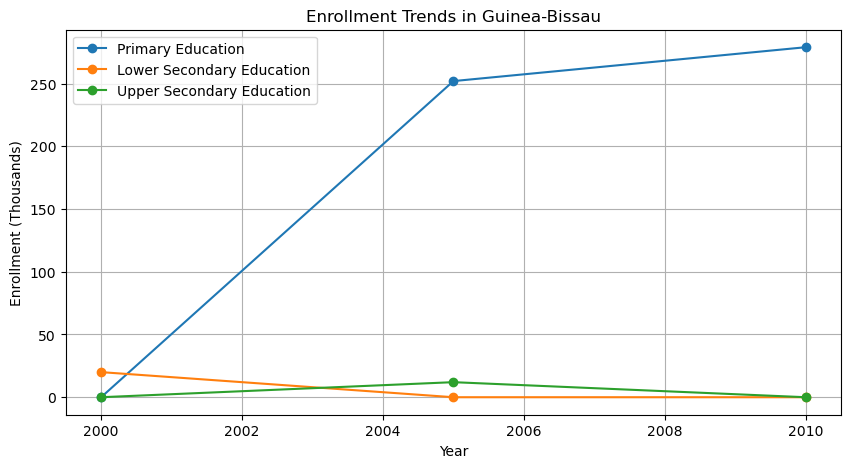 Enrollment Trends in Guinea-Bissau
Primary Education
Lower Secondary Education
Upper Secondary Education
Enrollment (Thousands)
250
200
150
100
50
0
2000 2002 2004 2006 2008 2010
Year